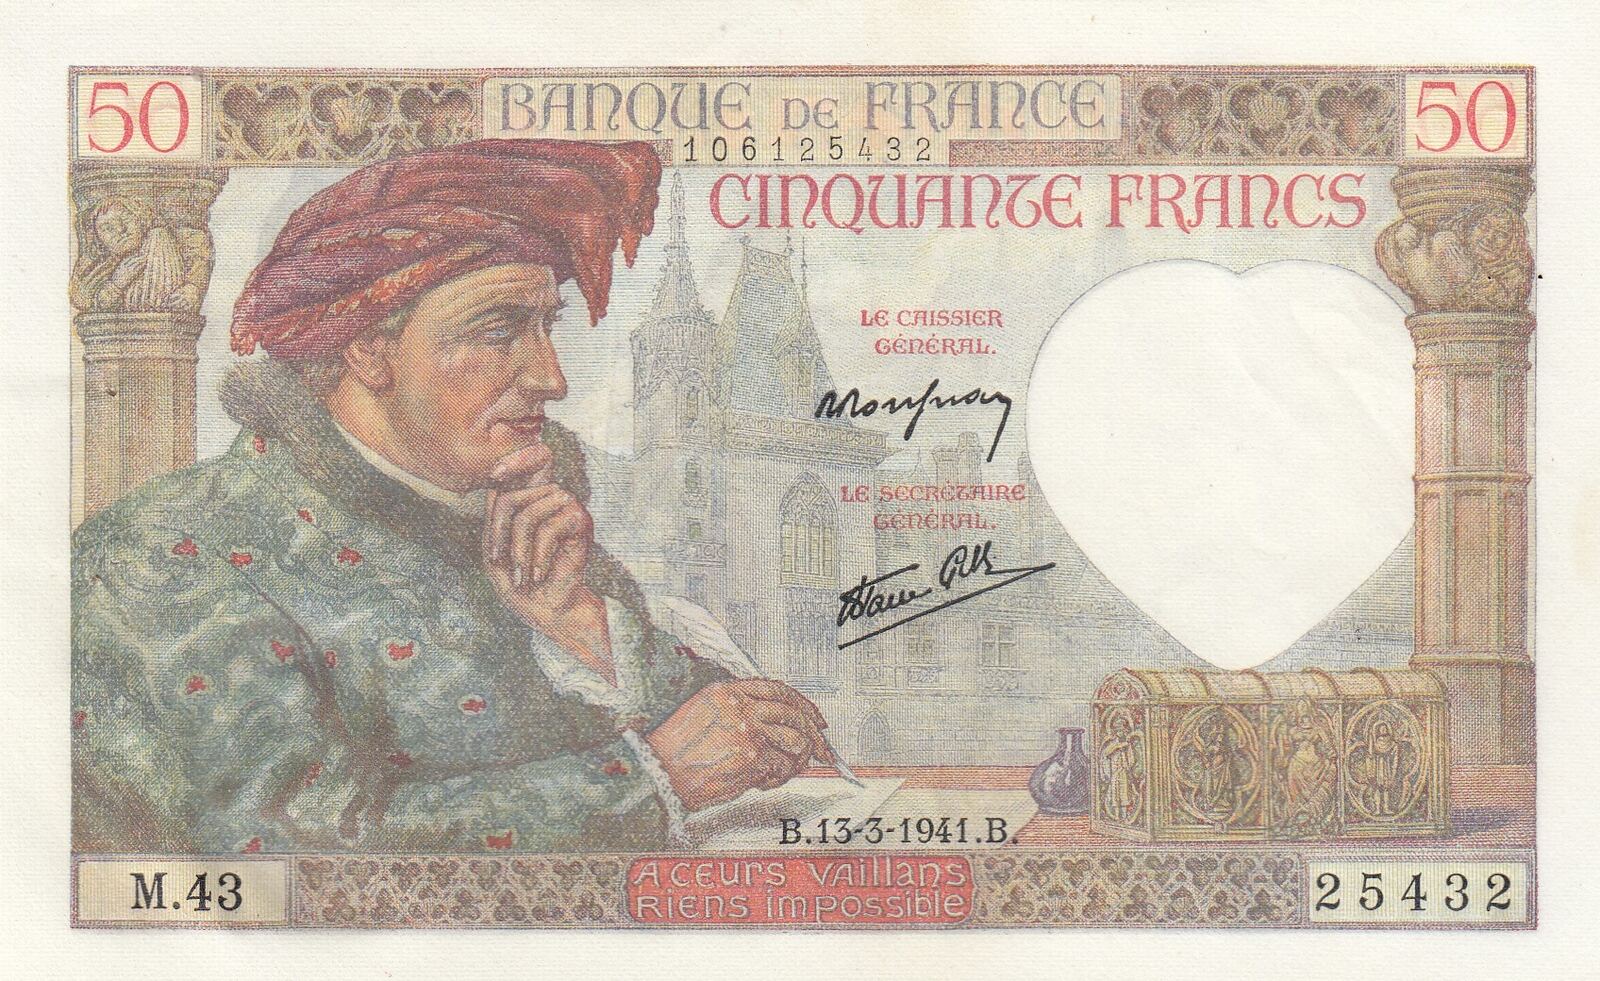 50 BANQUE DE FRANCE 50
106125432
CINQUANTE FRANCS
LE CAISSIER
GÉNÉRAL.
LE SECRÉTAIRE
GÉNÉRAL.
B.13-3-1941.B.
M.43
A CEURS VAILLANS
RIENS IMPOSSIBLE
25432